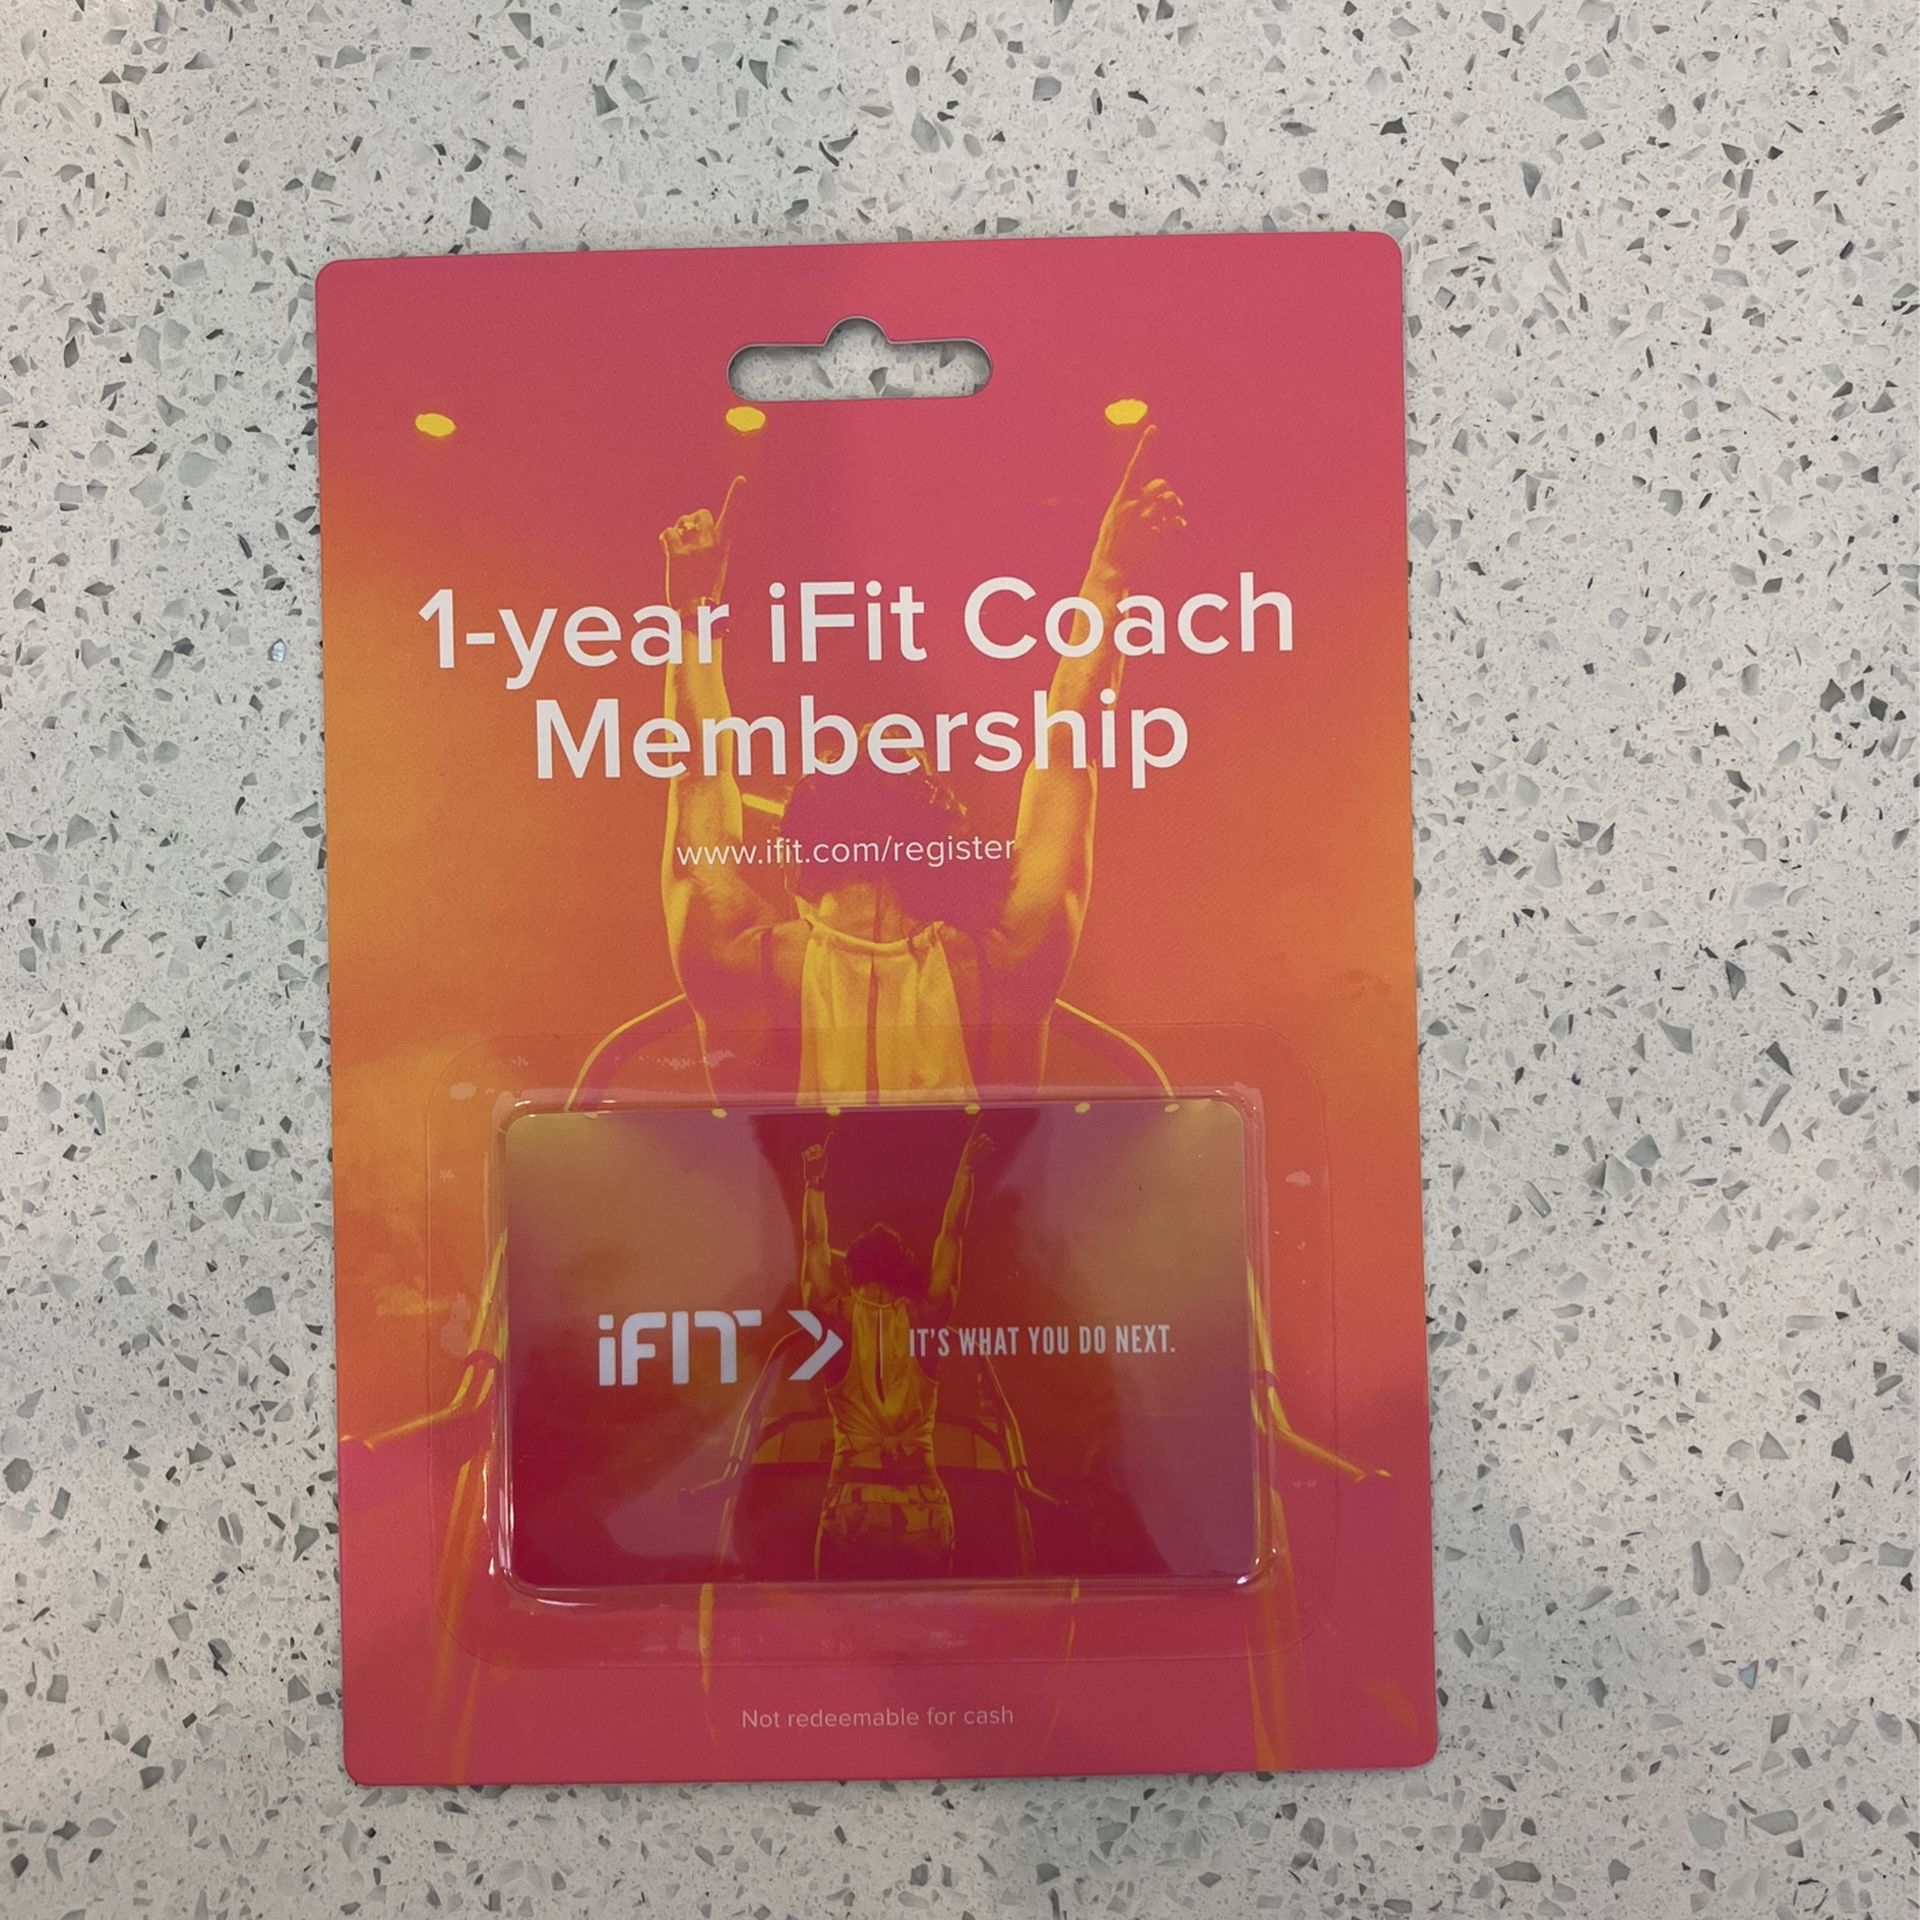 1-year iFit Coach
Membership
www.ifit.com/register
iFIT IT'S WHAT YOU DO NEXT.
Not redeemable for cash